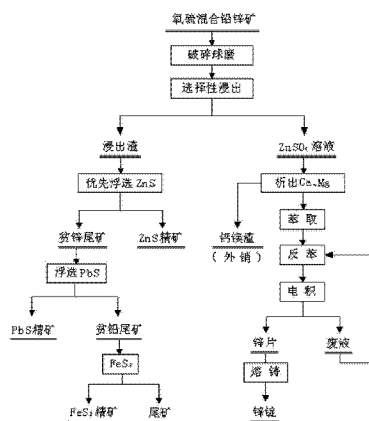 氧硫混合铅锌矿
破碎球磨
选择性浸出
浸出渣
ZnSO₄溶液
优先浮选 ZnS
析出Ca、Mg
贫锌尾矿
ZnS精矿
钙镁渣
(外销)
萃取
浮选PbS
反萃
电积
PbS精矿
贫铅尾矿
锌片
废液
FeS₂
熔铸
FeS₂精矿
尾矿
锌锭